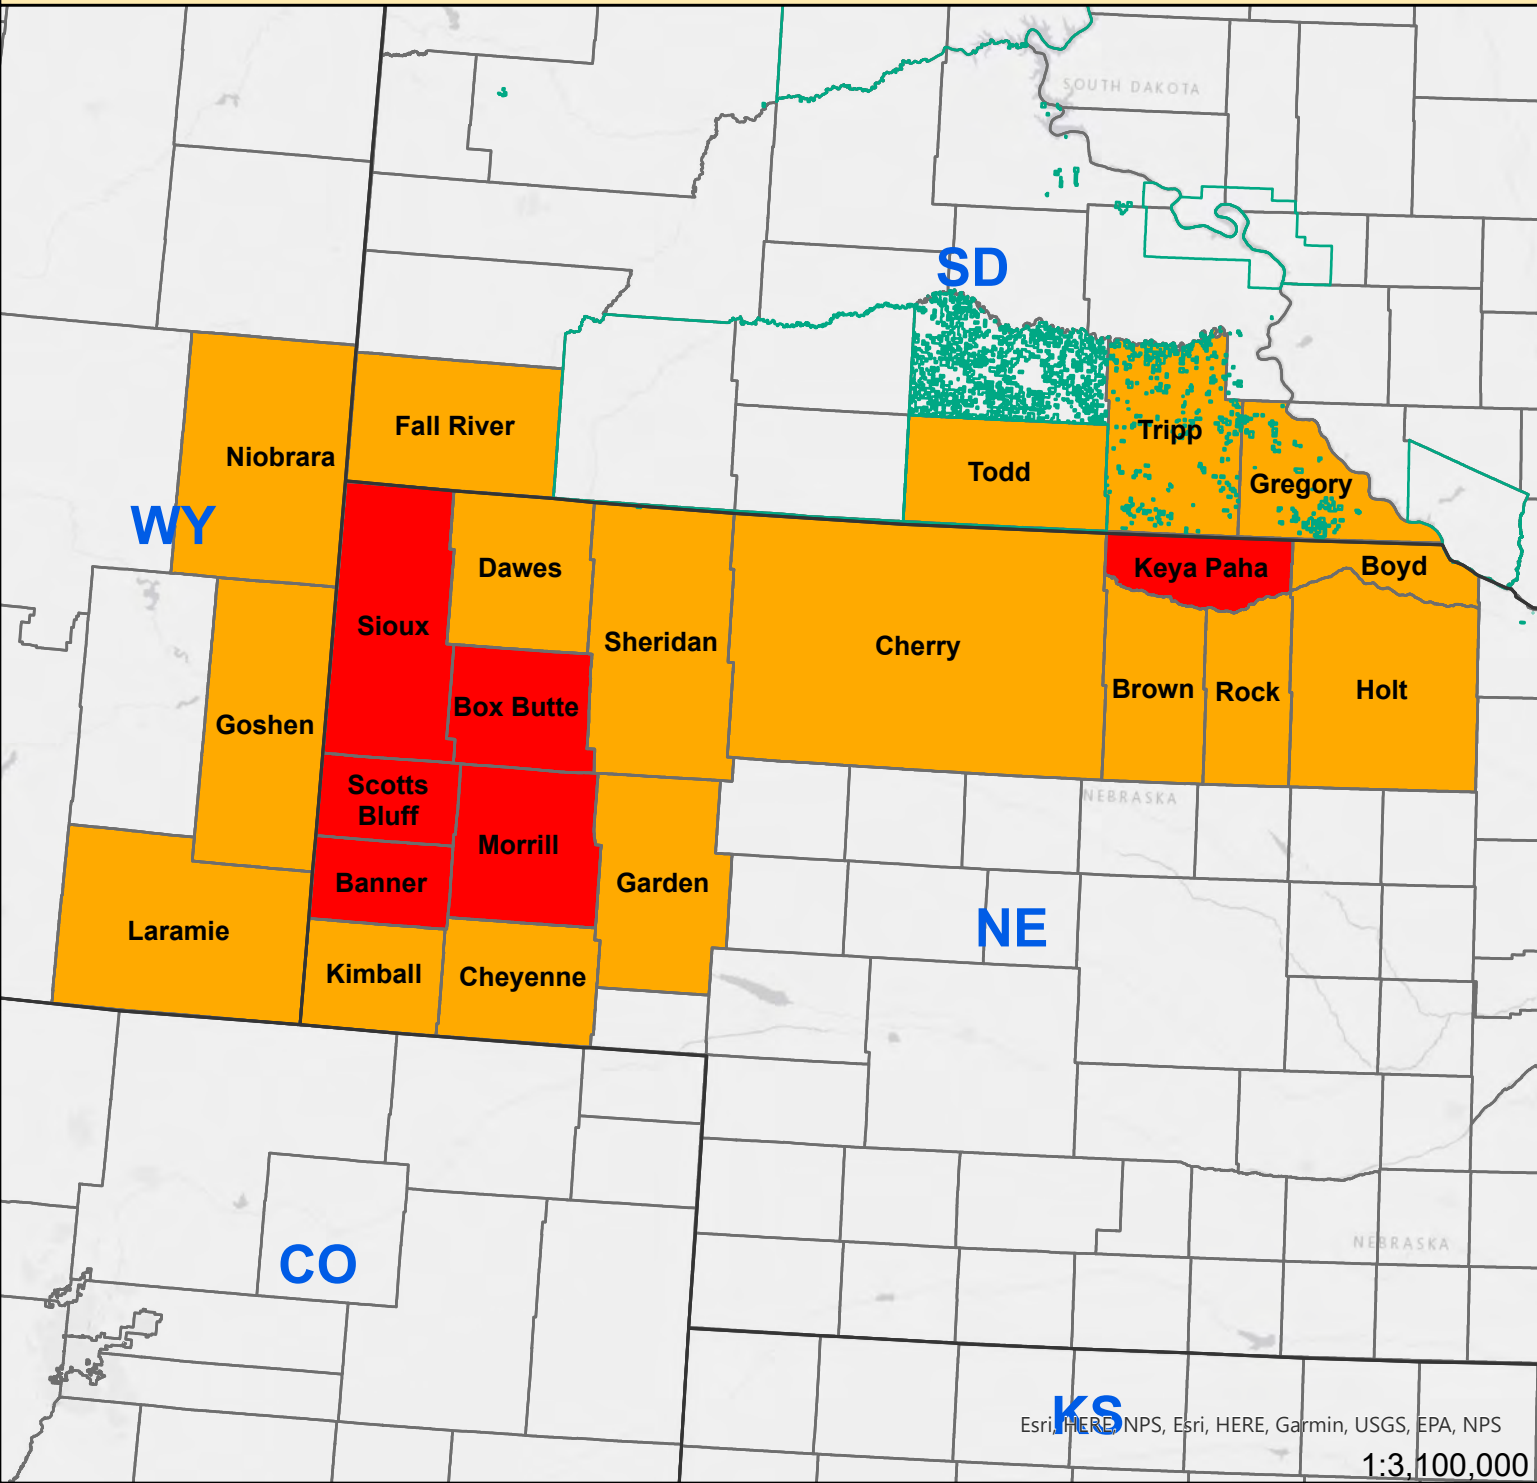 SOUTH DAKOTA
SD
Fall River
Niobrara
Tripp
Todd
Gregory
WY
Dawes
Keya Paha
Boyd
Sioux
Sheridan
Cherry
Box Butte
Brown
Rock
Holt
Goshen
Scotts
Bluff
NEBRASKA
Morrill
Banner
Garden
Laramie
NE
Kimball
Cheyenne
NEBRASKA
CO
KS
Esri, HERE, NPS, Esri, HERE, Garmin, USGS, EPA, NPS
1:3,100,000